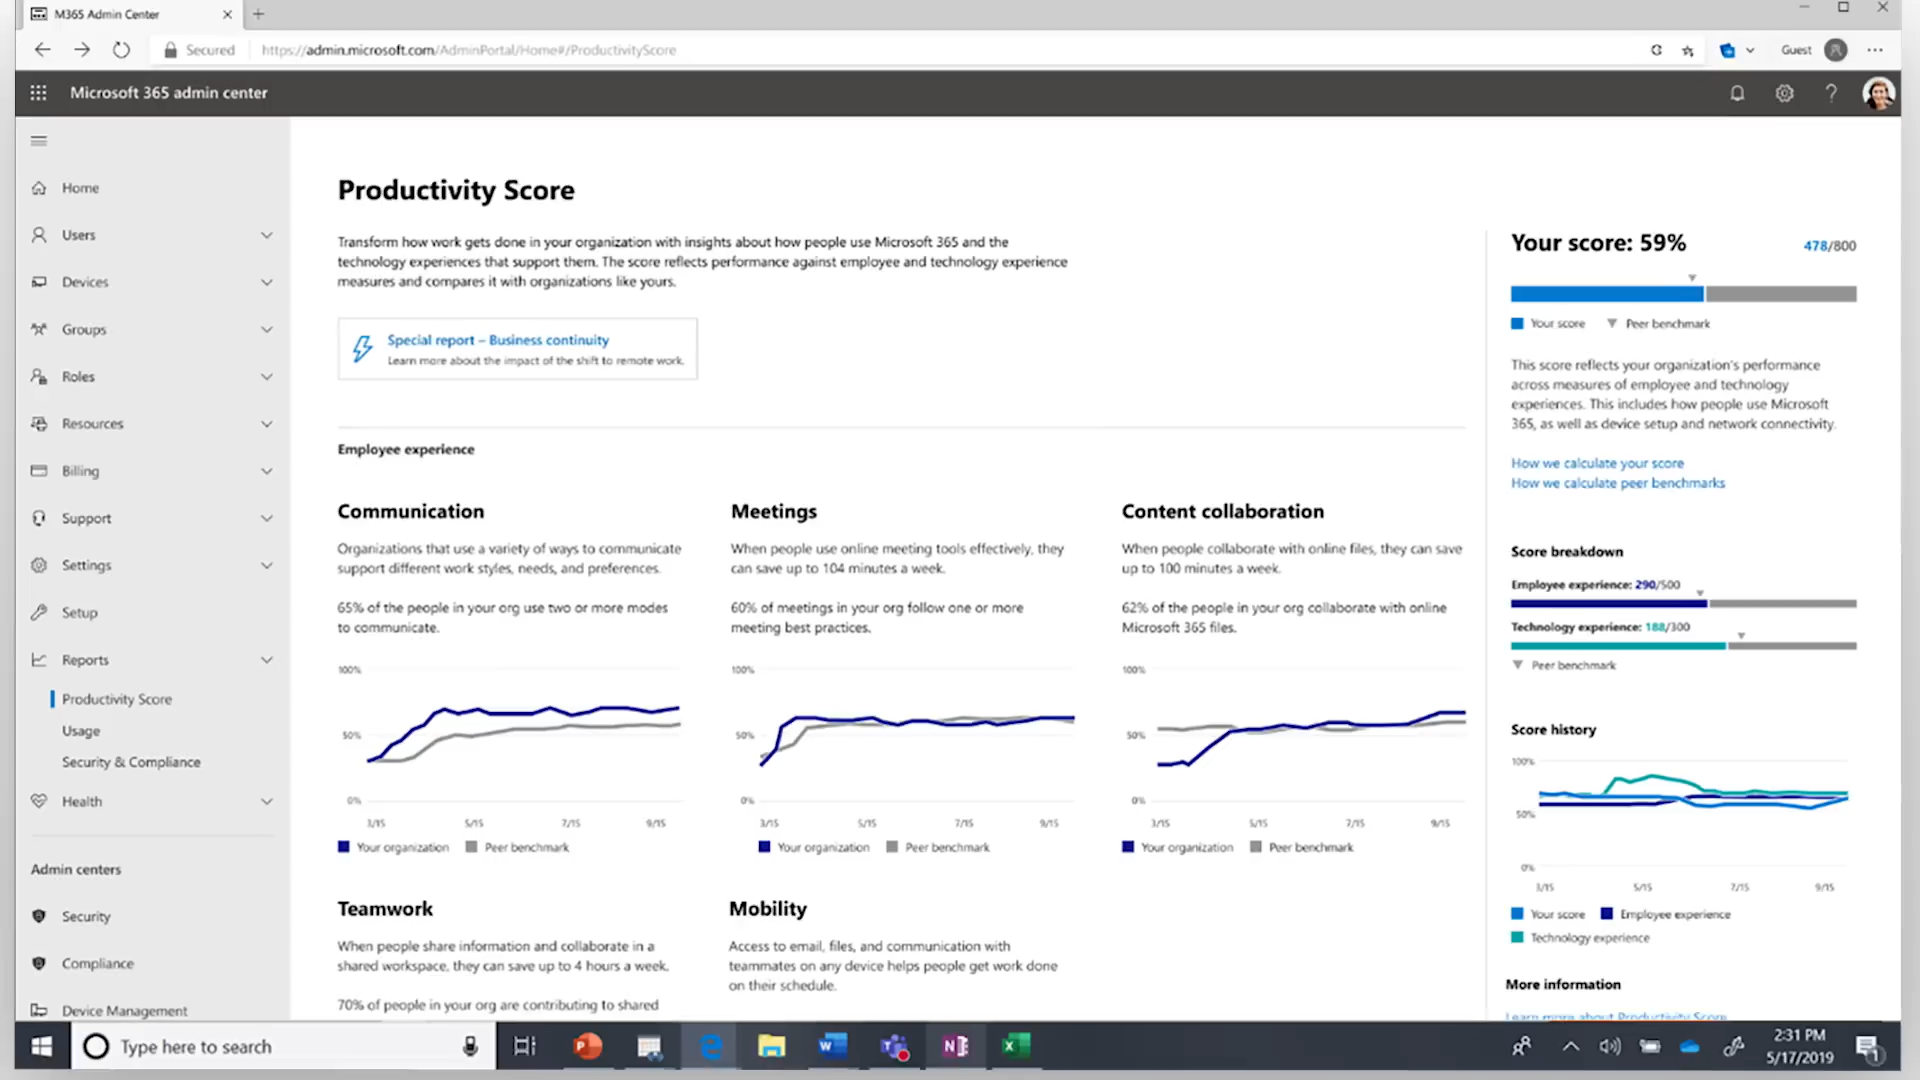 M365 Admin Center
Secured
https://admin.microsoft.com/AdminPortal/Home#/ProductivityScore
Guest
Microsoft 365 admin center
Home
Users
Devices
Groups
Roles
Resources
Billing
Support
Settings
Setup
Reports
Productivity Score
Usage
Security & Compliance
Health
Admin centers
Security
Compliance
Device Management
Productivity Score
Transform how work gets done in your organization with insights about how people use Microsoft 365 and the
technology experiences that support them. The score reflects performance against employee and technology experience
measures and compares it with organizations like yours.
Special report – Business continuity
Learn more about the impact of the shift to remote work.
Employee experience
Communication
Organizations that use a variety of ways to communicate
support different work styles, needs, and preferences.
65% of the people in your org use two or more modes
to communicate.
100%
50%
0%
3/15 5/15 7/15 9/15
Your organization Peer benchmark
Meetings
When people use online meeting tools effectively, they
can save up to 104 minutes a week.
60% of meetings in your org follow one or more
meeting best practices.
100%
50%
0%
3/15 5/15 7/15 9/15
Your organization Peer benchmark
Content collaboration
When people collaborate with online files, they can save
up to 100 minutes a week.
62% of the people in your org collaborate with online
Microsoft 365 files.
100%
50%
0%
3/15 5/15 7/15 9/15
Your organization Peer benchmark
Teamwork
When people share information and collaborate in a
shared workspace, they can save up to 4 hours a week.
70% of people in your org are contributing to shared
Mobility
Access to email, files, and communication with
teammates on any device helps people get work done
on their schedule.
Your score: 59% 478/800
Your score Peer benchmark
This score reflects your organization's performance
across measures of employee and technology
experiences. This includes how people use Microsoft
365, as well as device setup and network connectivity.
How we calculate your score
How we calculate peer benchmarks
Score breakdown
Employee experience: 290/500
Technology experience: 188/300
Peer benchmark
Score history
100%
50%
0%
3/15 5/15 7/15 9/15
Your score Employee experience
Technology experience
More information
Learn more about Productivity Score
Type here to search
2:31 PM
5/17/2019
1